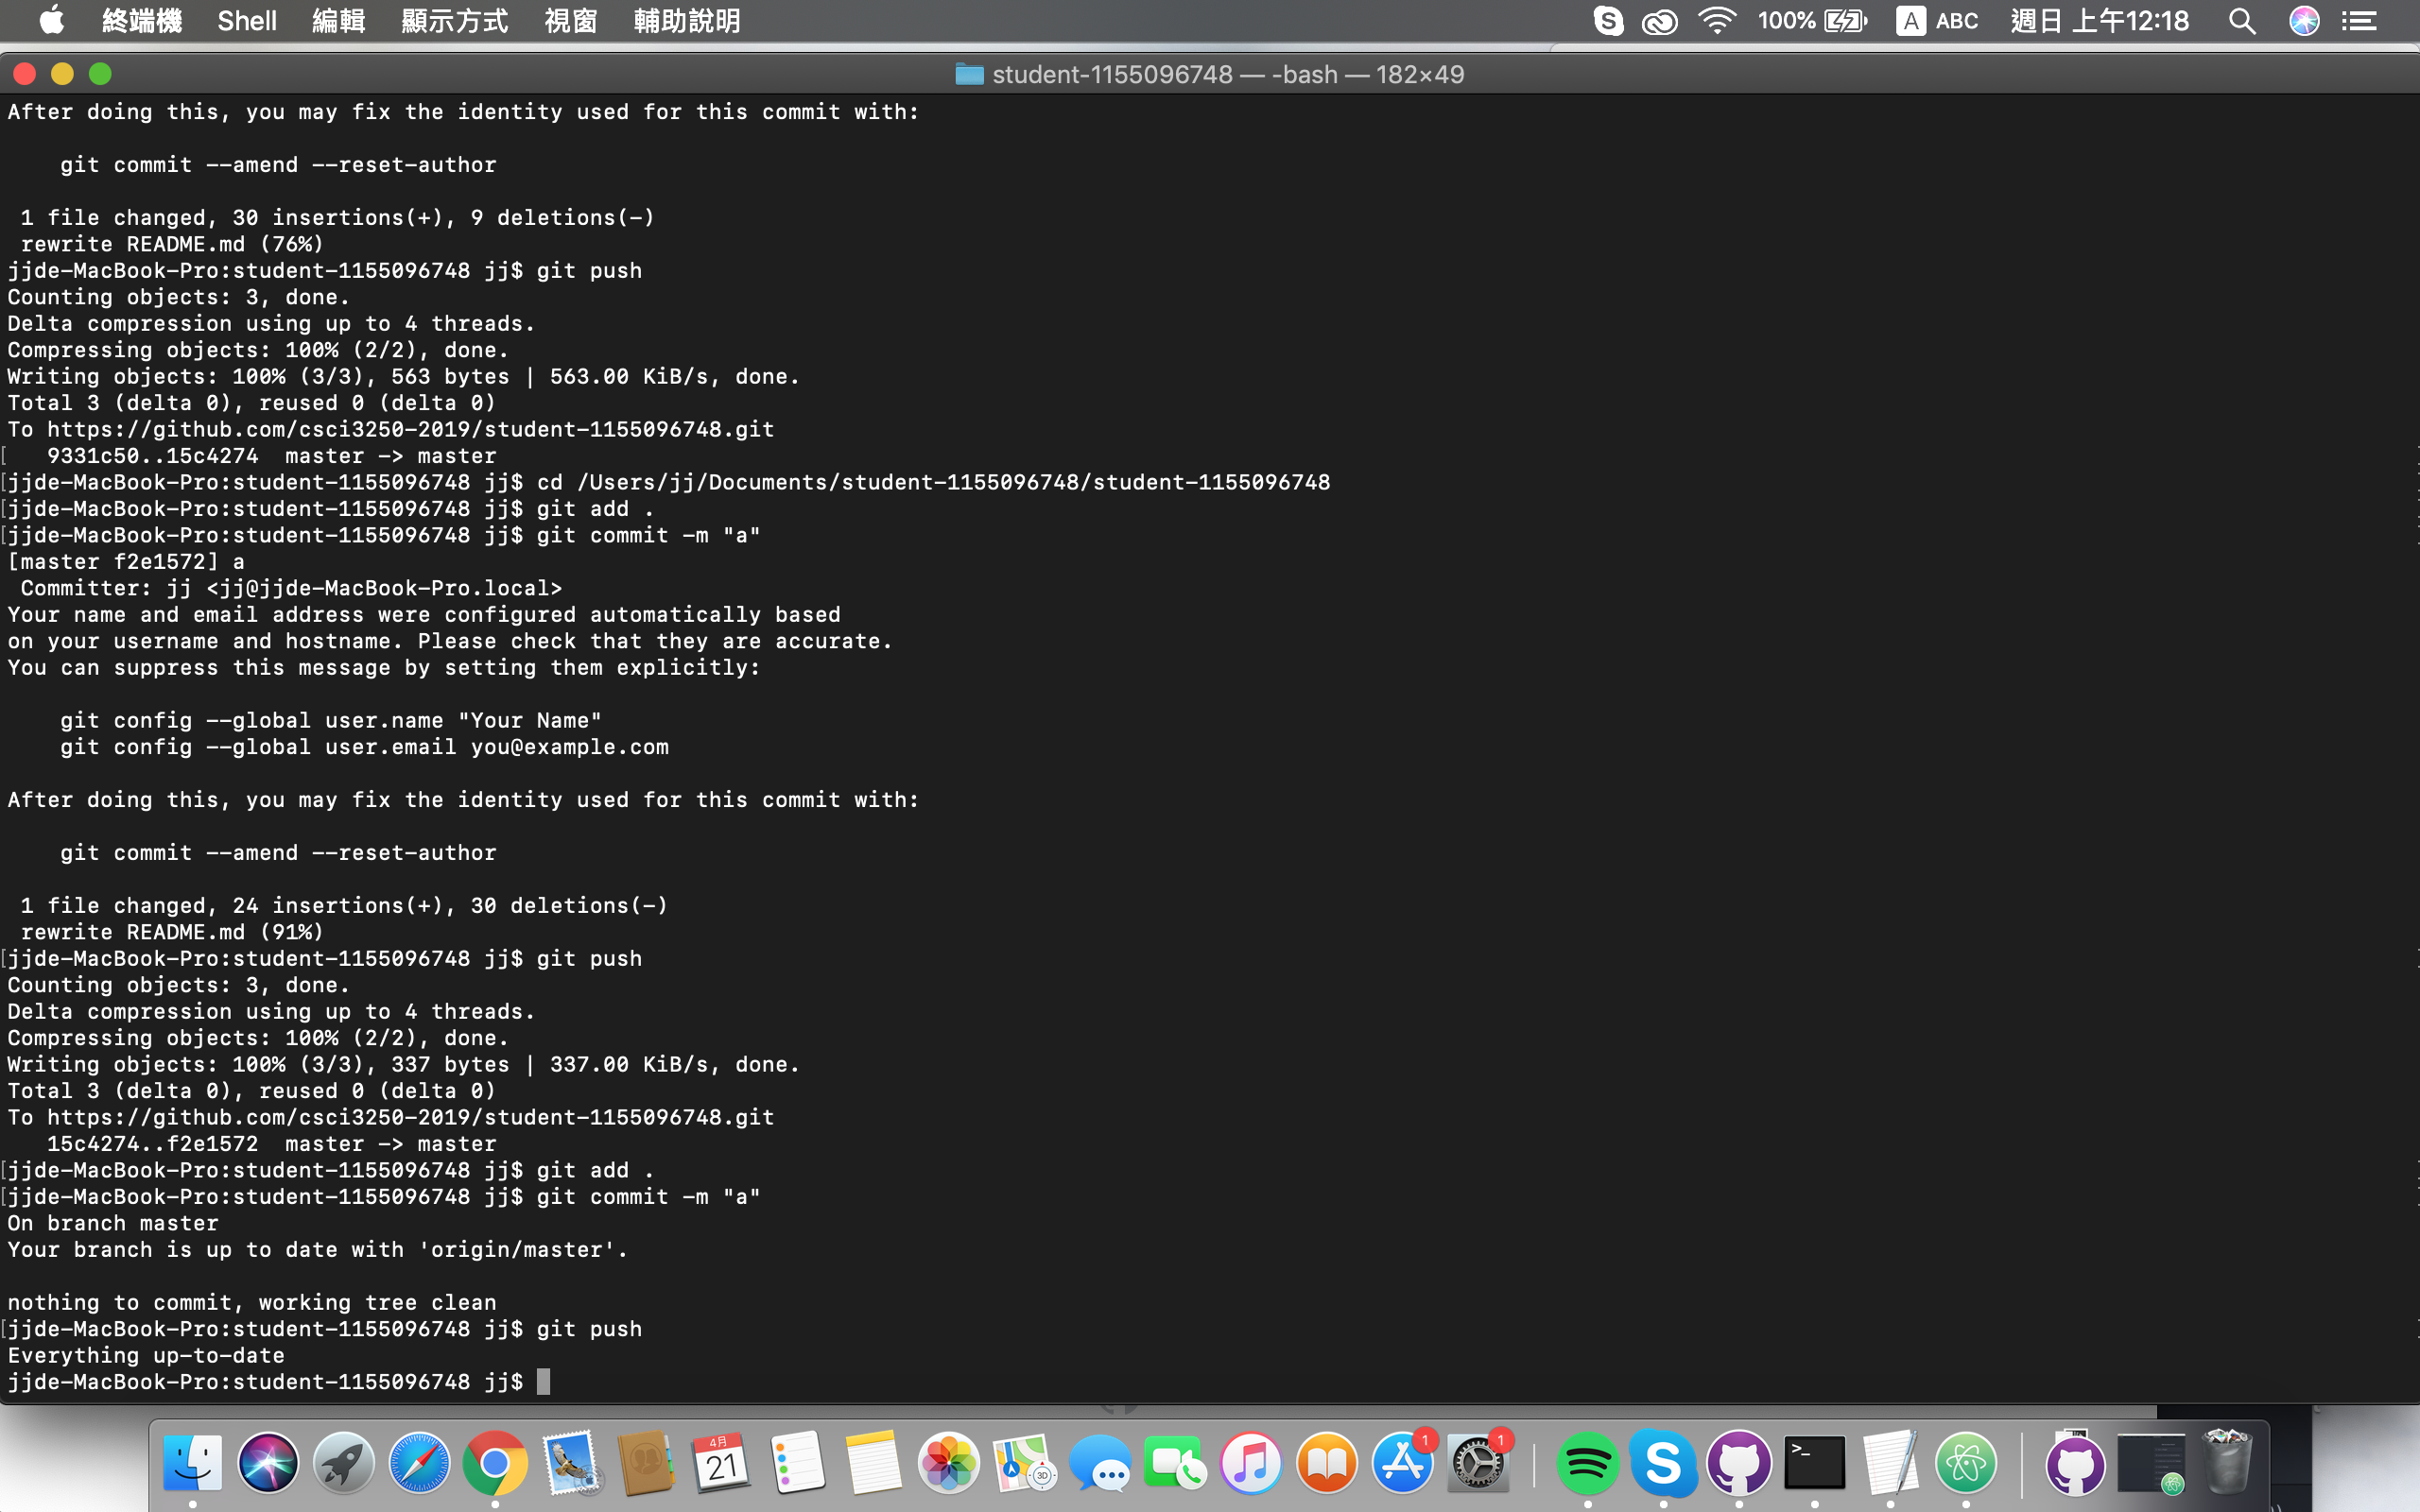 終端機 Shell 編輯 顯示方式 視窗 輔助說明 100% A ABC 週日 上午12:18
student-1155096748 — -bash — 182×49
After doing this, you may fix the identity used for this commit with:
git commit --amend --reset-author
1 file changed, 30 insertions(+), 9 deletions(-)
rewrite README.md (76%)
jjde-MacBook-Pro:student-1155096748 jj$ git push
Counting objects: 3, done.
Delta compression using up to 4 threads.
Compressing objects: 100% (2/2), done.
Writing objects: 100% (3/3), 563 bytes | 563.00 KiB/s, done.
Total 3 (delta 0), reused 0 (delta 0)
To https://github.com/csci3250-2019/student-1155096748.git
[   9331c50..15c4274  master -> master
[jjde-MacBook-Pro:student-1155096748 jj$ cd /Users/jj/Documents/student-1155096748/student-1155096748
[jjde-MacBook-Pro:student-1155096748 jj$ git add .
[jjde-MacBook-Pro:student-1155096748 jj$ git commit -m "a"
[master f2e1572] a
Committer: jj <jj@jjde-MacBook-Pro.local>
Your name and email address were configured automatically based
on your username and hostname. Please check that they are accurate.
You can suppress this message by setting them explicitly:
git config --global user.name "Your Name"
git config --global user.email you@example.com
After doing this, you may fix the identity used for this commit with:
git commit --amend --reset-author
1 file changed, 24 insertions(+), 30 deletions(-)
rewrite README.md (91%)
[jjde-MacBook-Pro:student-1155096748 jj$ git push
Counting objects: 3, done.
Delta compression using up to 4 threads.
Compressing objects: 100% (2/2), done.
Writing objects: 100% (3/3), 337 bytes | 337.00 KiB/s, done.
Total 3 (delta 0), reused 0 (delta 0)
To https://github.com/csci3250-2019/student-1155096748.git
15c4274..f2e1572  master -> master
[jjde-MacBook-Pro:student-1155096748 jj$ git add .
[jjde-MacBook-Pro:student-1155096748 jj$ git commit -m "a"
On branch master
Your branch is up to date with 'origin/master'.
nothing to commit, working tree clean
[jjde-MacBook-Pro:student-1155096748 jj$ git push
Everything up-to-date
jjde-MacBook-Pro:student-1155096748 jj$
4月
21
3D
1
1
>_